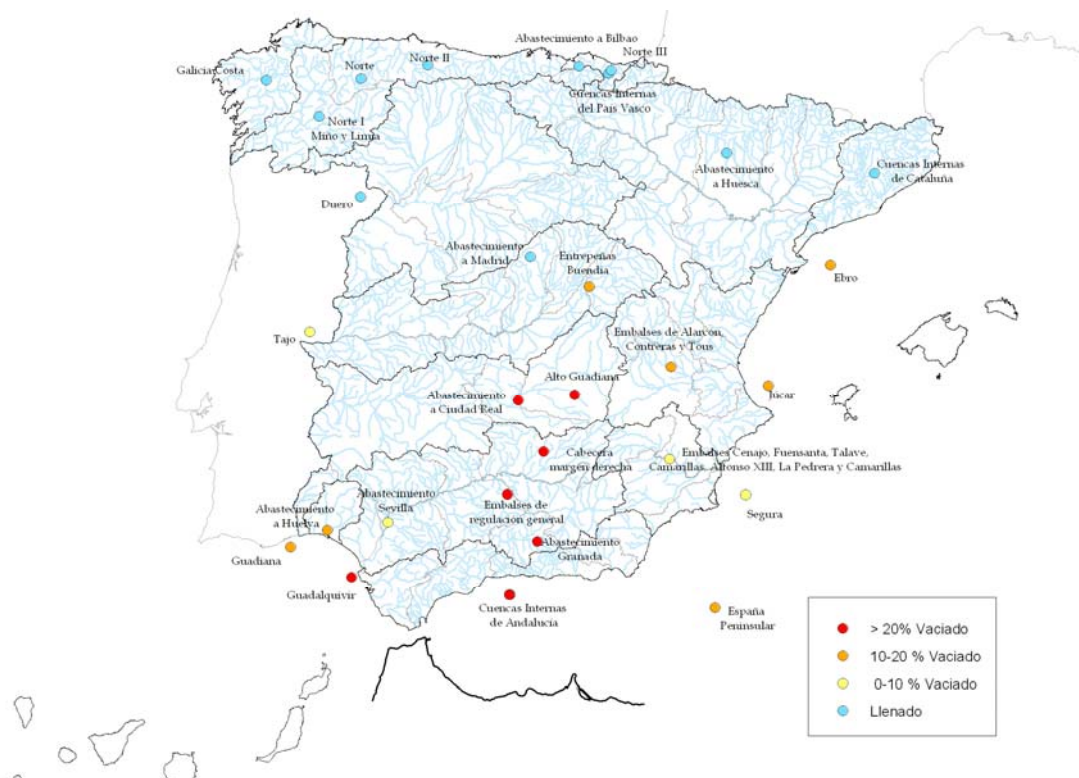 Abastecimiento a Bilbao
Norte II
Norte III
Galicia Costa
Norte
Cuencas Internas
del Pais Vasco
Norte I
Miño y Limia
Abastecimiento
a Huesca
Cuencas Internas
de Cataluña
Duero
Abastecimiento
a Madrid
Entrepeñas
Buendia
Ebro
Tajo
Embalses de Alarcon,
Contreras y Tous
Alto Guadiana
Abastecimiento
a Ciudad Real
Júcar
Cabecera
margen derecha
Embalses Cenajo, Fuensanta, Talave,
Camarillas, Alfonso XIII, La Pedrera y Camarillas
Abastecimiento
Sevilla
Embalses de
regulación general
Segura
Abastecimiento
a Huelva
Abastecimiento
Granada
Guadiana
Guadalquivir
Cuencas Internas
de Andalucía
España
Peninsular
> 20% Vaciado
10-20 % Vaciado
0-10 % Vaciado
Llenado